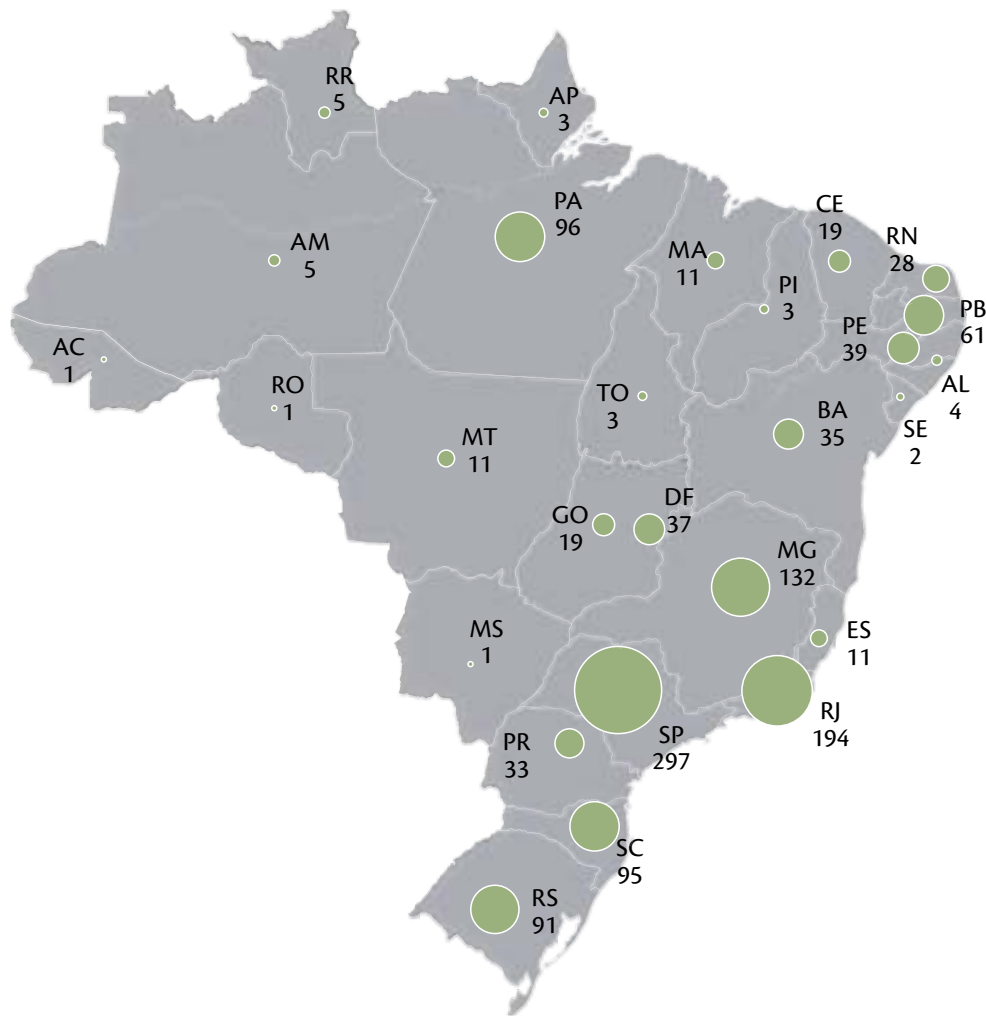 RR
5
AP
3
PA
96
AM
5
MA
11
PI
3
CE
19
RN
28
PB
61
PE
39
AL
4
SE
2
AC
1
RO
1
TO
3
BA
35
MT
11
GO
19
DF
37
MG
132
ES
11
MS
1
RJ
194
SP
297
PR
33
SC
95
RS
91